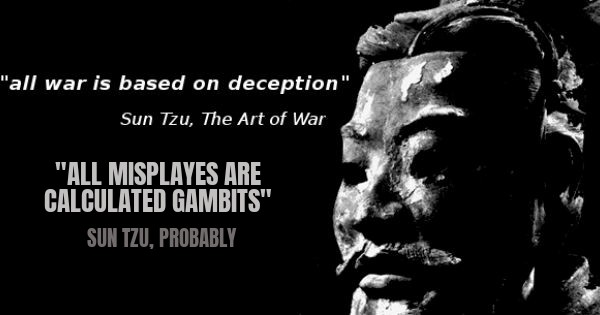 "all war is based on deception"
Sun Tzu, The Art of War
"ALL MISPLAYES ARE
CALCULATED GAMBITS"
SUN TZU, PROBABLY